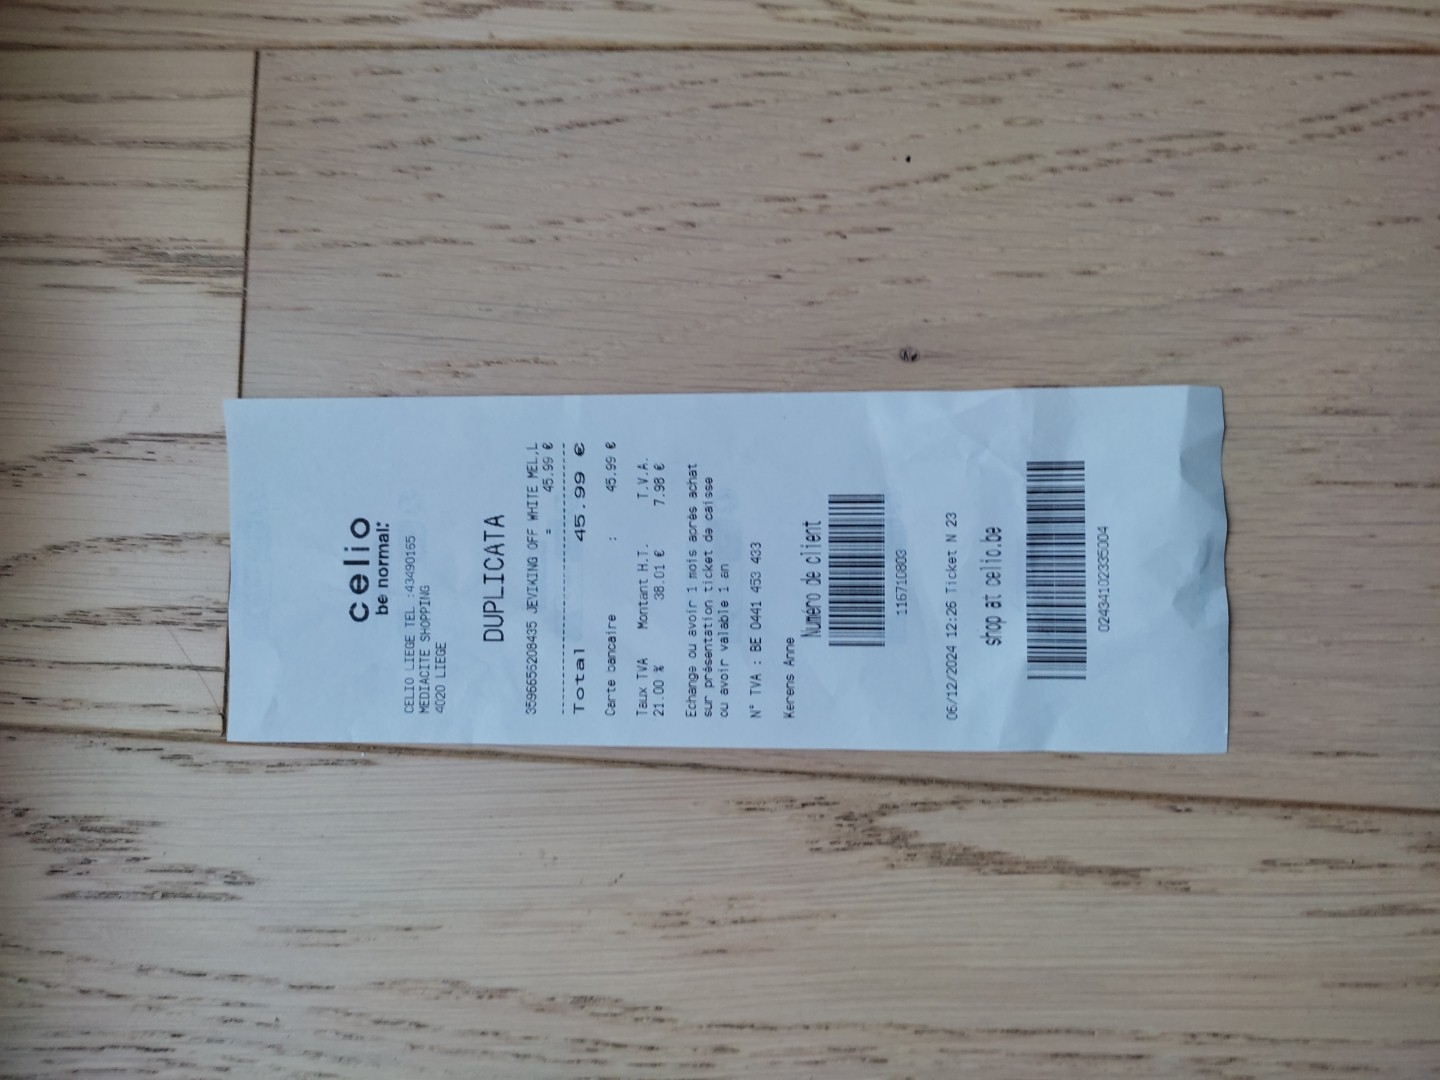 celio
be normal:
CELIO LIEGE TEL :43490165
MEDIACITE SHOPPING
4020 LIEGE
DUPLICATA
3596655208435 JEVIKING OFF WHITE MEL,L
= 45.99 €
Total 45.99 €
Carte bancaire : 45.99 €
Taux TVA Montant H.T. T.V.A.
21.00 % 38.01 € 7.98 €
Echange ou avoir 1 mois après achat
sur présentation ticket de caisse
ou avoir valable 1 an
N° TVA : BE 0441 453 433
Kerens Anne
Numéro de client
116710803
06/12/2024 12:26 Ticket N 23
shop at celio.be
02434102335004